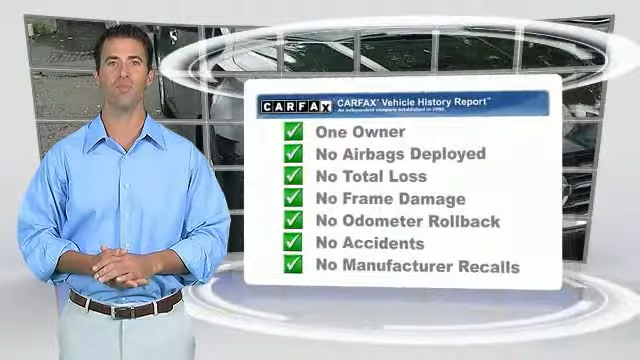 CARFAX CARFAX Vehicle History Report™
An independent company established in 1986.
One Owner
No Airbags Deployed
No Total Loss
No Frame Damage
No Odometer Rollback
No Accidents
No Manufacturer Recalls